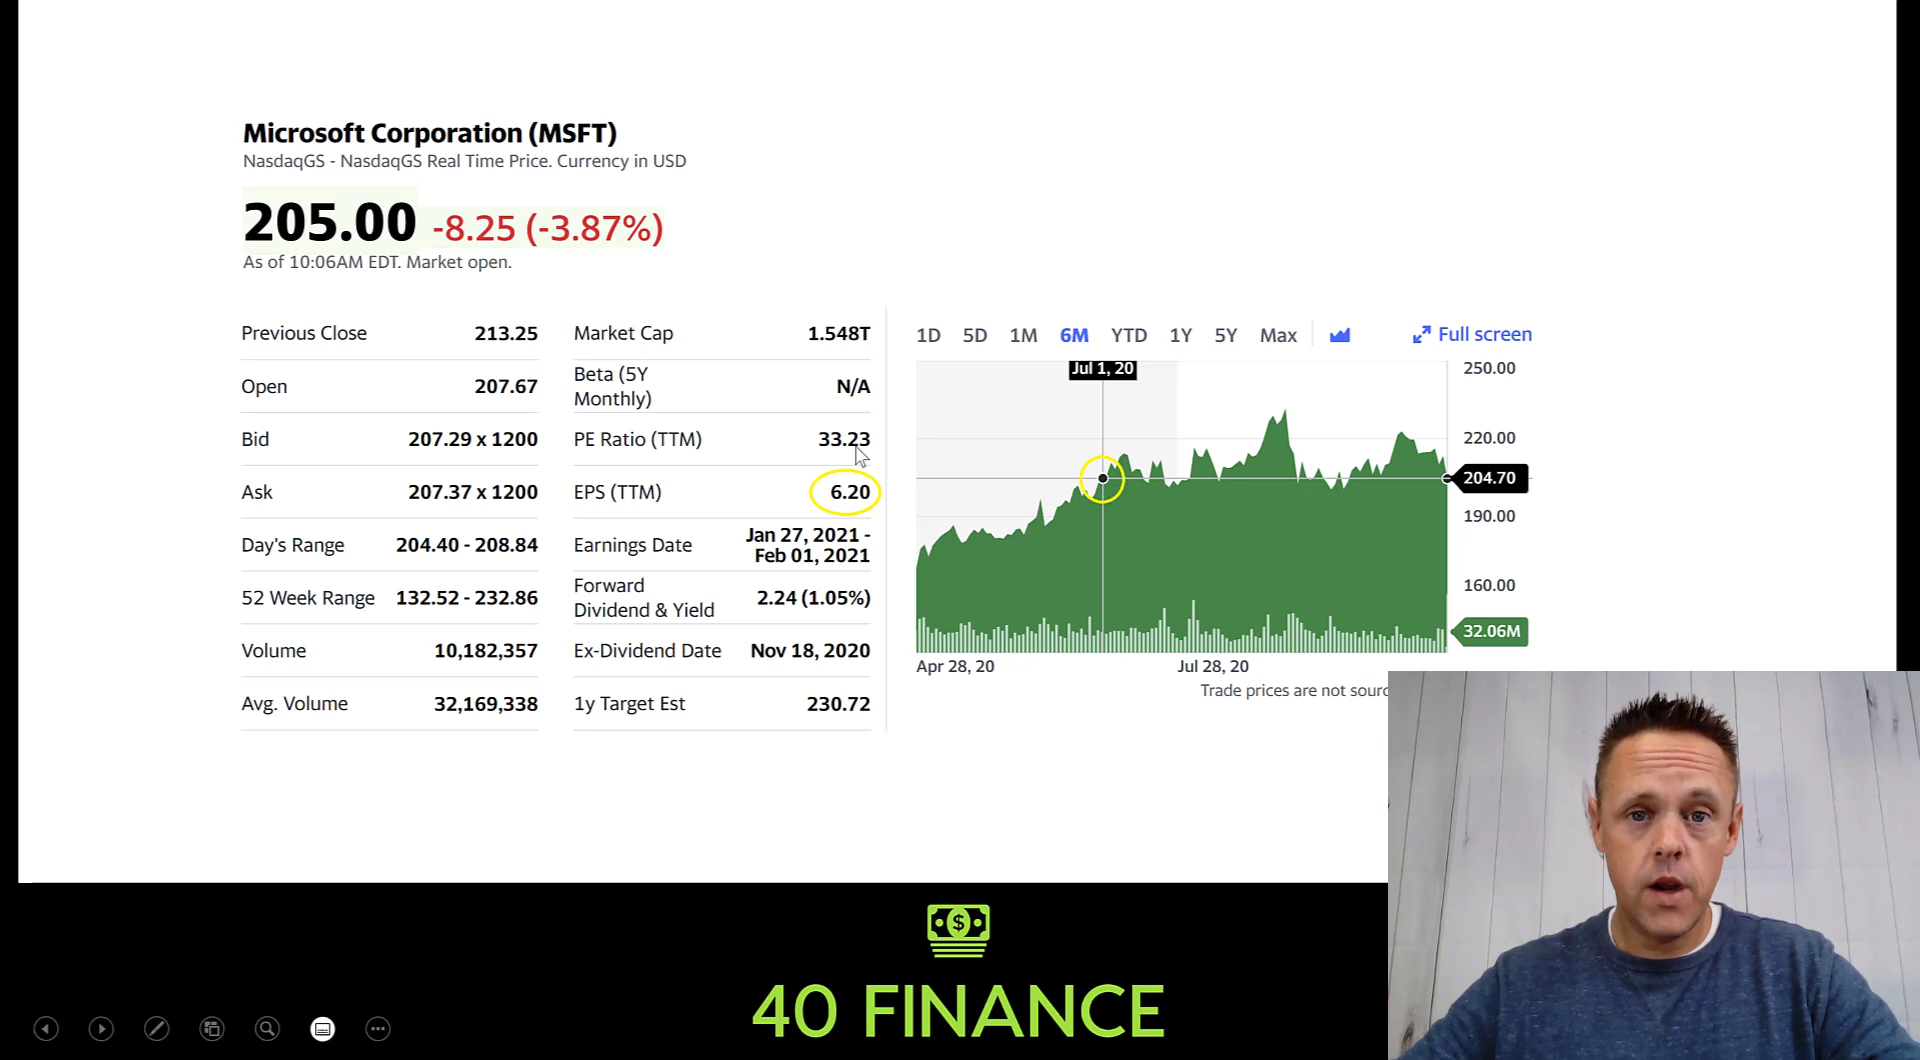 Microsoft Corporation (MSFT)
NasdaqGS - NasdaqGS Real Time Price. Currency in USD
205.00 -8.25 (-3.87%)
As of 10:06AM EDT. Market open.
Previous Close 213.25
Open 207.67
Bid 207.29 x 1200
Ask 207.37 x 1200
Day's Range 204.40 - 208.84
52 Week Range 132.52 - 232.86
Volume 10,182,357
Avg. Volume 32,169,338
Market Cap 1.548T
Beta (5Y
Monthly) N/A
PE Ratio (TTM) 33.23
EPS (TTM) 6.20
Earnings Date Jan 27, 2021 -
Feb 01, 2021
Forward
Dividend & Yield 2.24 (1.05%)
Ex-Dividend Date Nov 18, 2020
1y Target Est 230.72
1D 5D 1M 6M YTD 1Y 5Y Max Full screen
Jul 1, 20
250.00
220.00
204.70
190.00
160.00
32.06M
Apr 28, 20 Jul 28, 20
Trade prices are not sourc
$
40 FINANCE